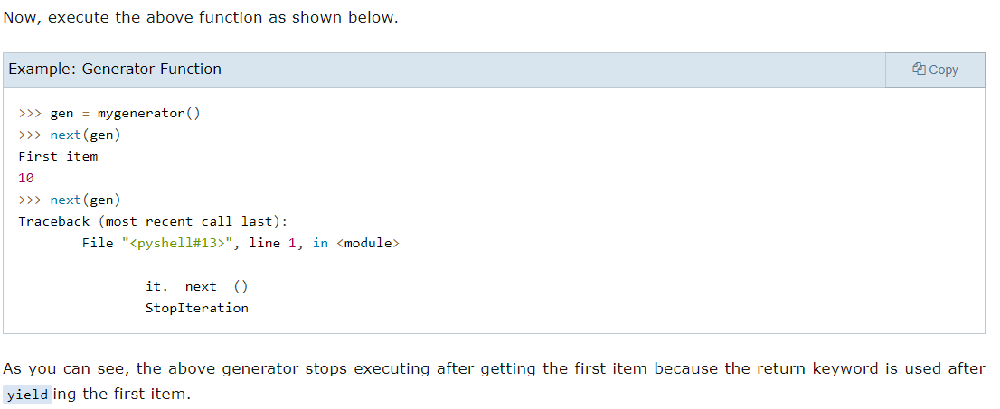 Now, execute the above function as shown below.
Example: Generator Function
Copy
>>> gen = mygenerator()
>>> next(gen)
First item
10
>>> next(gen)
Traceback (most recent call last):
        File "<pyshell#13>", line 1, in <module>
                it.__next__()
                StopIteration
As you can see, the above generator stops executing after getting the first item because the return keyword is used after
yielding the first item.